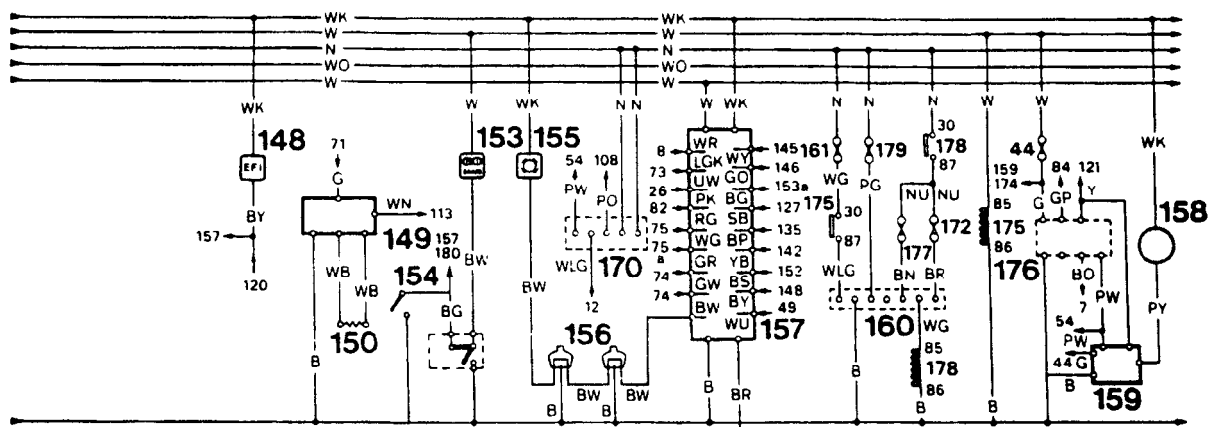 WK WK
W W
N N
WO WO
W W
WK W WK N N W WK N N N W W WK
148 153 155
EFI
71
G
WN 113
149
BY
157
120
WB WB
150
B
154
157
180
BW
BG
7
BW
54 108
PW PO
WLG
170
12
156
BW BW
B B
8 WR
73 LGK
26 UW
82 PK
75 RG
75 WG
a GR
74 GW
74 BW
WY 145
GO 146
BG 153a
SB 127
BP 135
YB 142
BS 152
BY 148
WU 49
157
B BR
161
WG
175
30
87
WLG
179
PG
30
178
87
NU NU
177 172
BN BR
160
B
WG
85
178
86
B
85
175
86
B
44
159
174
84 121
G GP Y
176
BO
7
PW
54
PW
44 G
B
159
158
PY